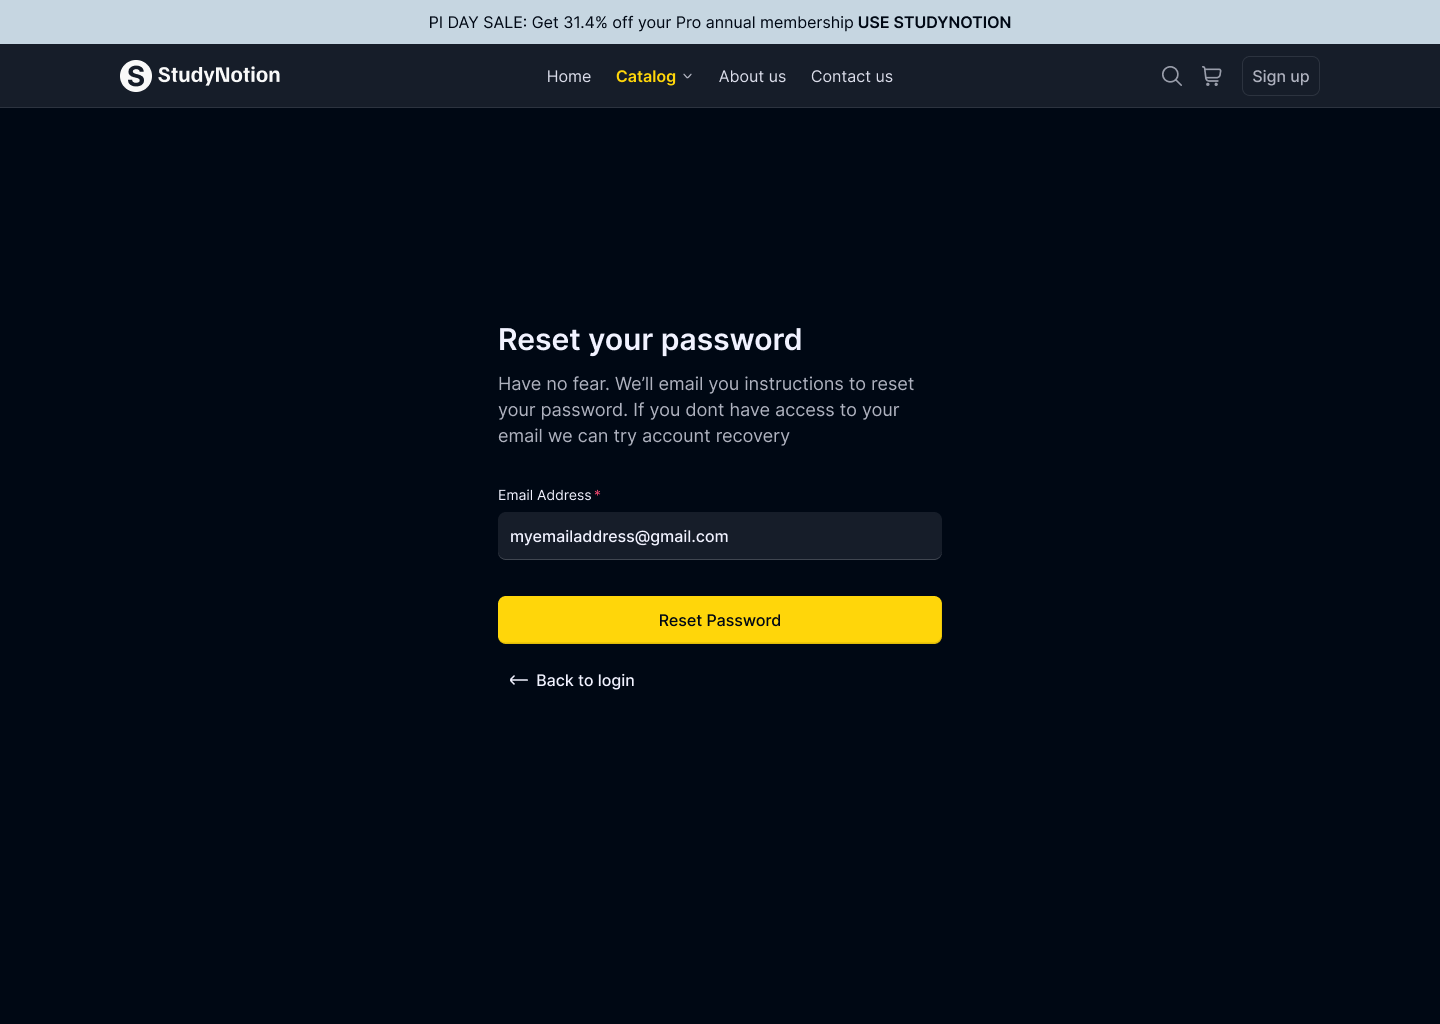 PI DAY SALE: Get 31.4% off your Pro annual membership USE STUDYNOTION
S StudyNotion Home Catalog About us Contact us Sign up
Reset your password
Have no fear. We’ll email you instructions to reset
your password. If you dont have access to your
email we can try account recovery
Email Address *
myemailaddress@gmail.com
Reset Password
Back to login